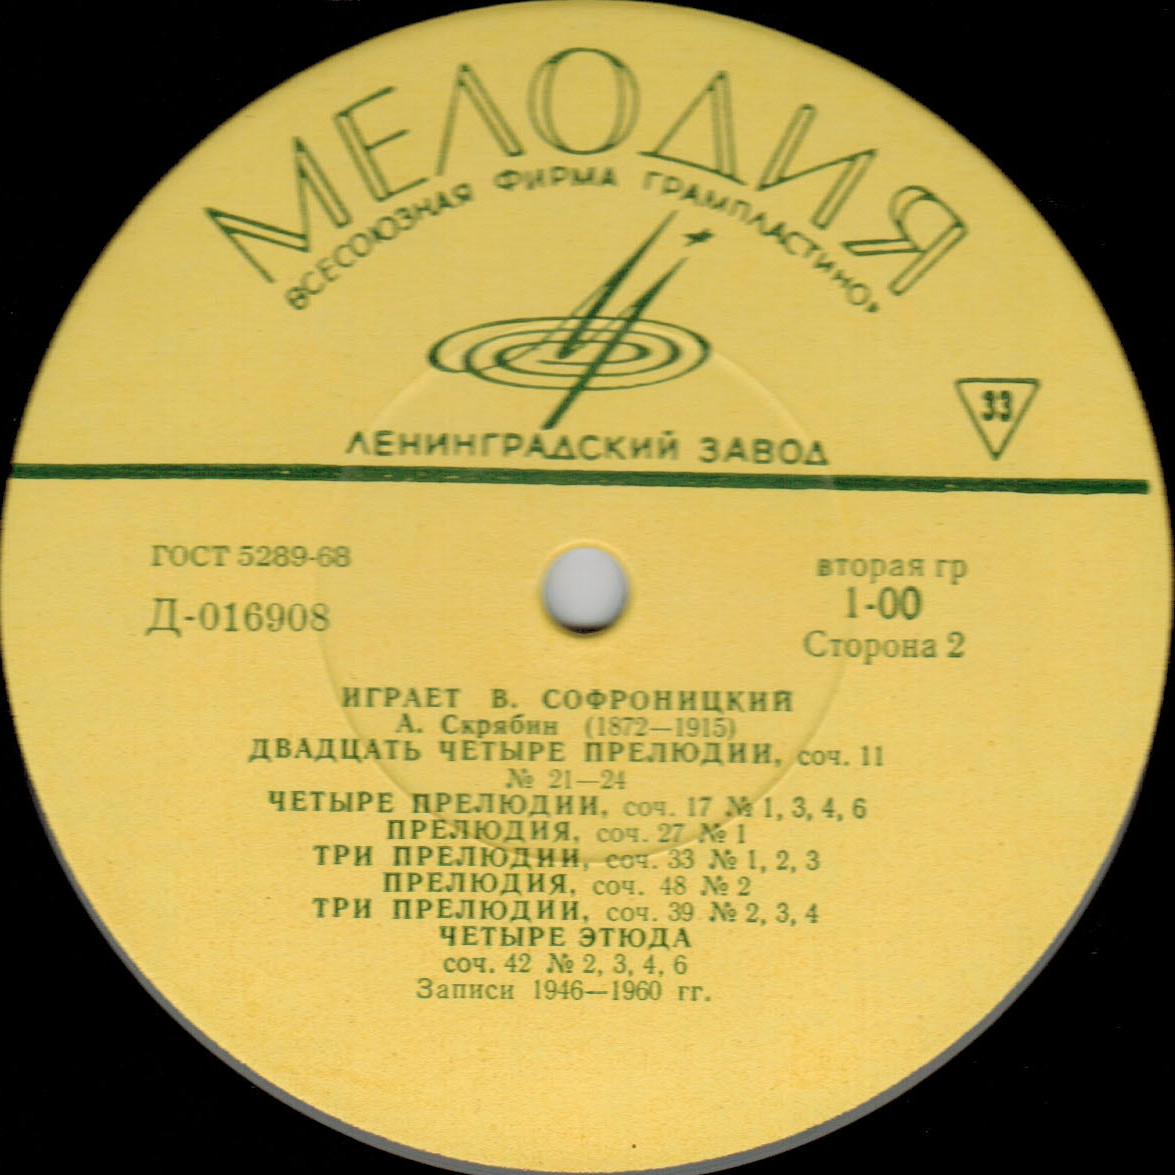 МЕЛОДИЯ
ВСЕСОЮЗНАЯ ФИРМА ГРАМПЛАСТИНО»
33
ЛЕНИНГРАДСКИЙ ЗАВОД
ГОСТ 5289-68
Д-016908
вторая гр
1-00
Сторона 2
ИГРАЕТ В. СОФРОНИЦКИЙ
А. Скрябин (1872—1915)
ДВАДЦАТЬ ЧЕТЫРЕ ПРЕЛЮДИИ, соч. 11
№ 21—24
ЧЕТЫРЕ ПРЕЛЮДИИ, соч. 17 № 1, 3, 4, 6
ПРЕЛЮДИЯ, соч. 27 № 1
ТРИ ПРЕЛЮДИИ, соч. 33 № 1, 2, 3
ПРЕЛЮДИЯ, соч. 48 № 2
ТРИ ПРЕЛЮДИИ, соч. 39 № 2, 3, 4
ЧЕТЫРЕ ЭТЮДА
соч. 42 № 2, 3, 4, 6
Записи 1946—1960 гг.